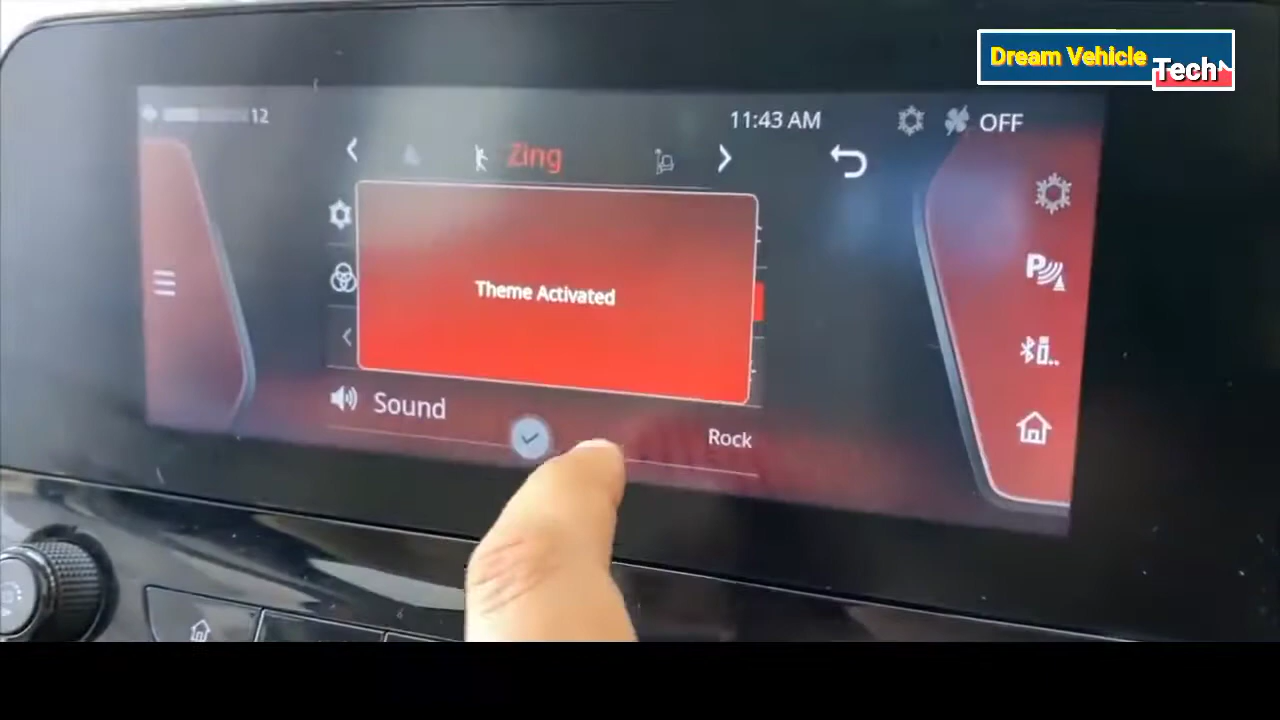 Dream Vehicle
Tech
12
11:43 AM
OFF
Zing
Theme Activated
Sound
Rock